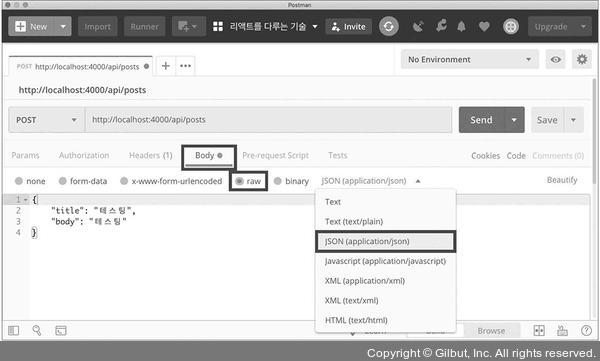 Postman
New Import Runner 리액트를 다루는 기술 Invite Upgrade
POST http://localhost:4000/api/posts No Environment
http://localhost:4000/api/posts
POST http://localhost:4000/api/posts Send Save
Params Authorization Headers (1) Body Pre-request Script Tests Cookies Code Comments (0)
none form-data x-www-form-urlencoded raw binary JSON (application/json) Beautify
1 {
2 "title": "테스팅",
3 "body": "테스팅"
4 }
Text
Text (text/plain)
JSON (application/json)
Javascript (application/javascript)
XML (application/xml)
XML (text/xml)
HTML (text/html)
Browse
Copyright © Gilbut, Inc. All rights reserved.